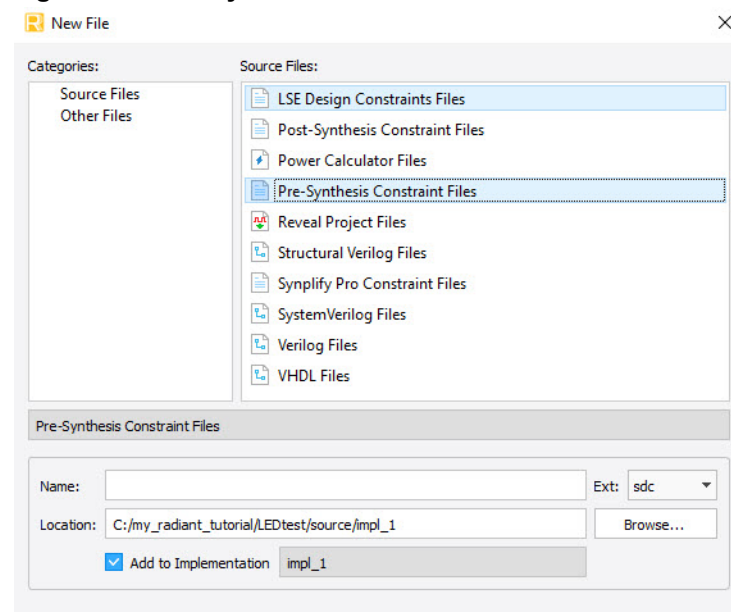 New File
Categories:
Source Files:
Source Files
Other Files
LSE Design Constraints Files
Post-Synthesis Constraint Files
Power Calculator Files
Pre-Synthesis Constraint Files
Reveal Project Files
Structural Verilog Files
Synplify Pro Constraint Files
SystemVerilog Files
Verilog Files
VHDL Files
Pre-Synthesis Constraint Files
Name:
Ext: sdc
Location: C:/my_radiant_tutorial/LEDtest/source/impl_1
Browse...
Add to Implementation impl_1